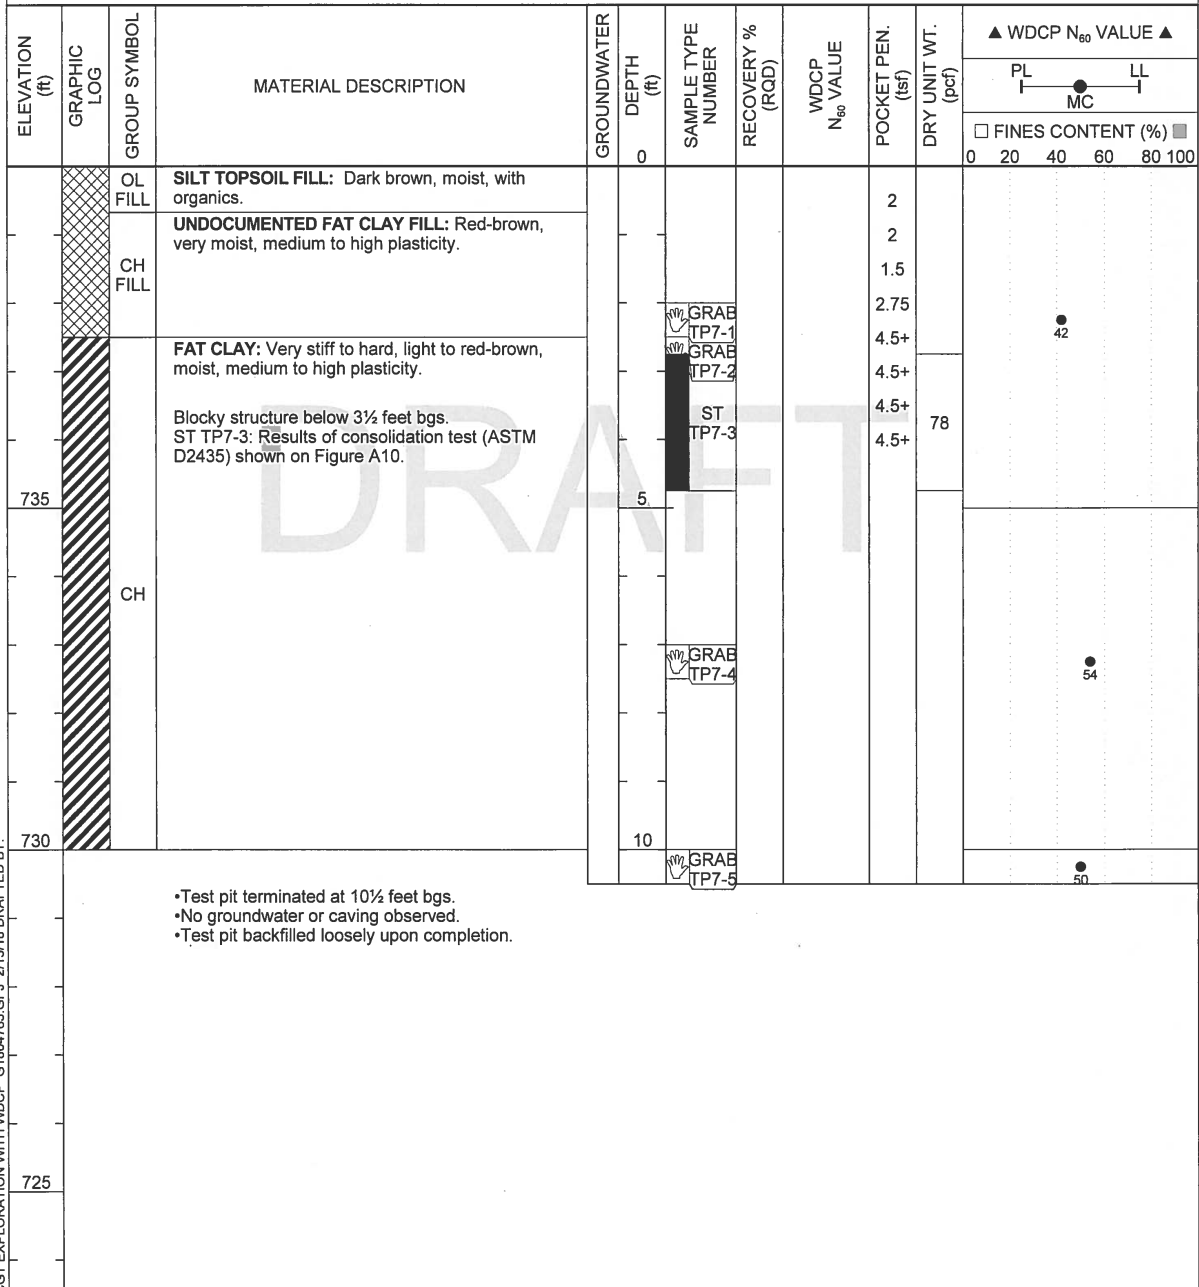 ELEVATION
(ft)
GRAPHIC
LOG
GROUP SYMBOL
MATERIAL DESCRIPTION
GROUNDWATER
DEPTH
(ft)
0
SAMPLE TYPE
NUMBER
RECOVERY %
(RQD)
WDCP
N60 VALUE
POCKET PEN.
(tsf)
DRY UNIT WT.
(pcf)
▲ WDCP N60 VALUE ▲
PL LL
MC
□ FINES CONTENT (%) ■
0 20 40 60 80 100
OL
FILL
SILT TOPSOIL FILL: Dark brown, moist, with
organics.
2
UNDOCUMENTED FAT CLAY FILL: Red-brown,
very moist, medium to high plasticity.
2
CH
FILL
1.5
2.75
GRAB
TP7-1
42
4.5+
FAT CLAY: Very stiff to hard, light to red-brown,
moist, medium to high plasticity.
GRAB
TP7-2
4.5+
Blocky structure below 3½ feet bgs.
ST TP7-3: Results of consolidation test (ASTM
D2435) shown on Figure A10.
ST
TP7-3
4.5+
4.5+
78
DRAFT
735
5
CH
GRAB
TP7-4
54
730
10
GRAB
TP7-5
50
•Test pit terminated at 10½ feet bgs.
•No groundwater or caving observed.
•Test pit backfilled loosely upon completion.
725